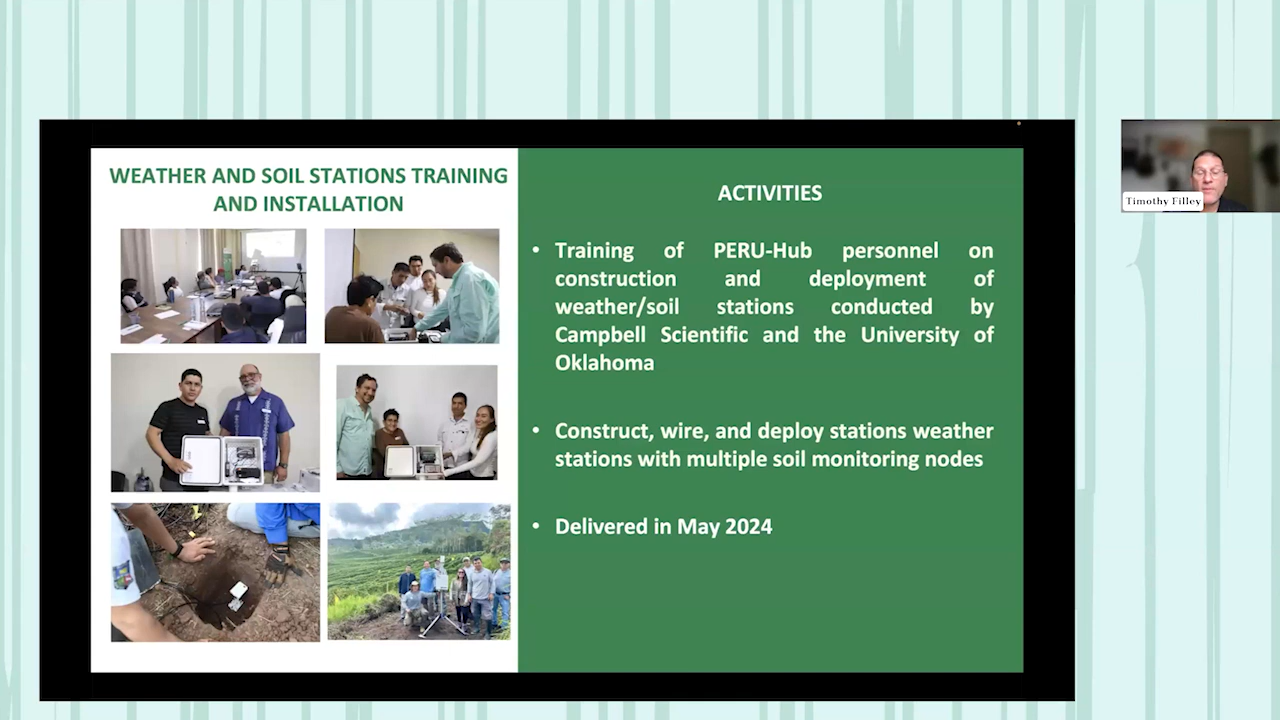 WEATHER AND SOIL STATIONS TRAINING
AND INSTALLATION
ACTIVITIES
• Training of PERU-Hub personnel on
construction and deployment of
weather/soil stations conducted by
Campbell Scientific and the University of
Oklahoma
• Construct, wire, and deploy stations weather
stations with multiple soil monitoring nodes
• Delivered in May 2024
Timothy Filley